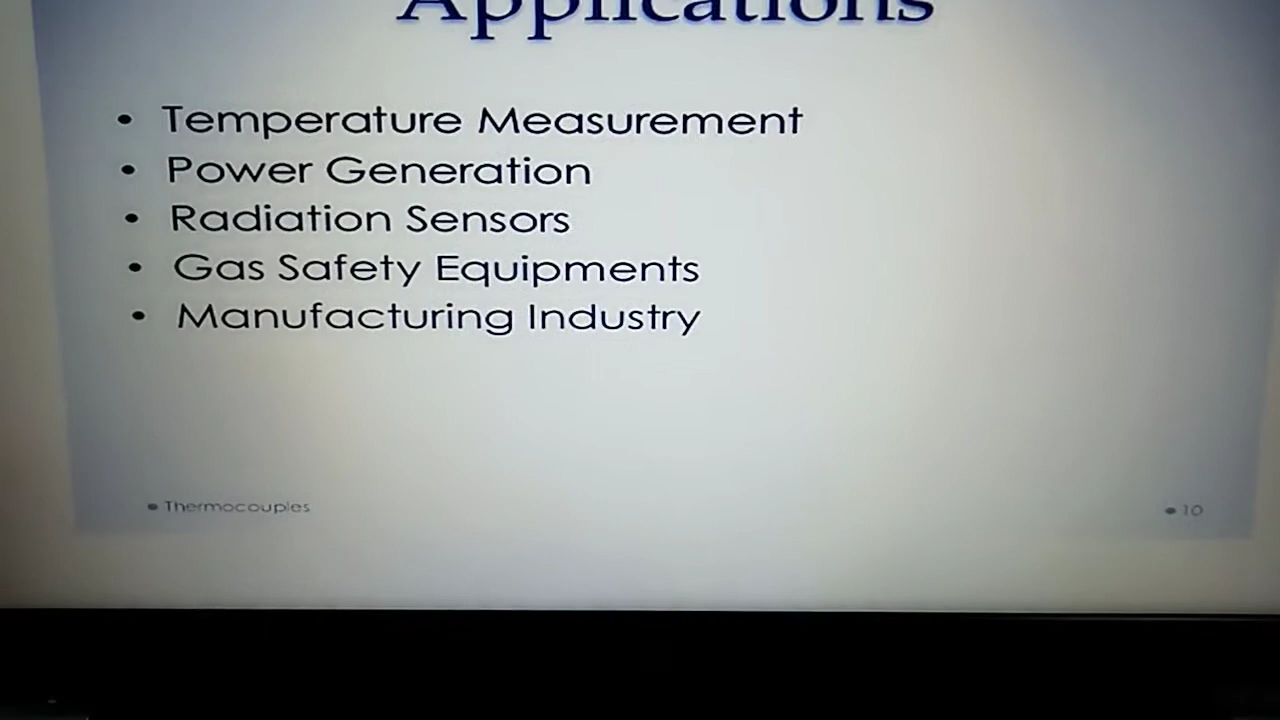 Applications
• Temperature Measurement
• Power Generation
• Radiation Sensors
• Gas Safety Equipments
• Manufacturing Industry
• Thermocouples
• 10